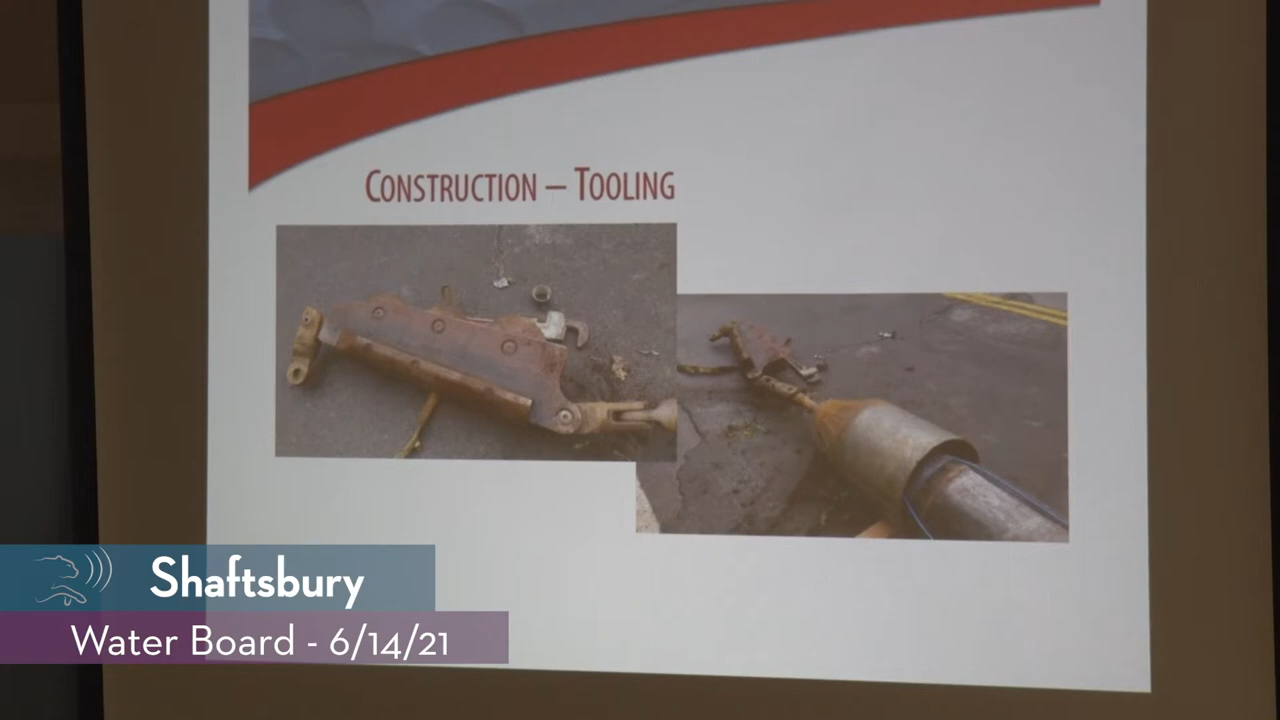 CONSTRUCTION – TOOLING
Shaftsbury
Water Board - 6/14/21